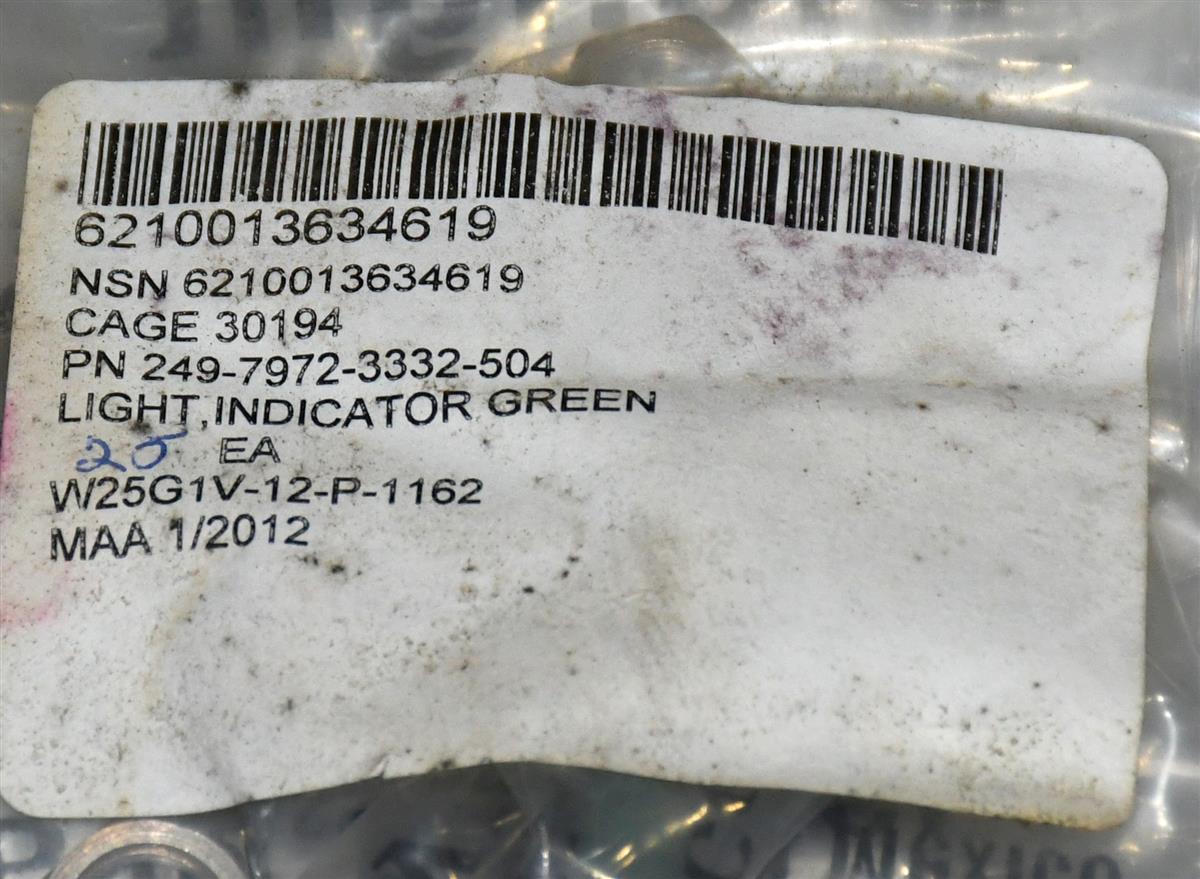 6210013634619
NSN 6210013634619
CAGE 30194
PN 249-7972-3332-504
LIGHT,INDICATOR GREEN
25 EA
W25G1V-12-P-1162
MAA 1/2012